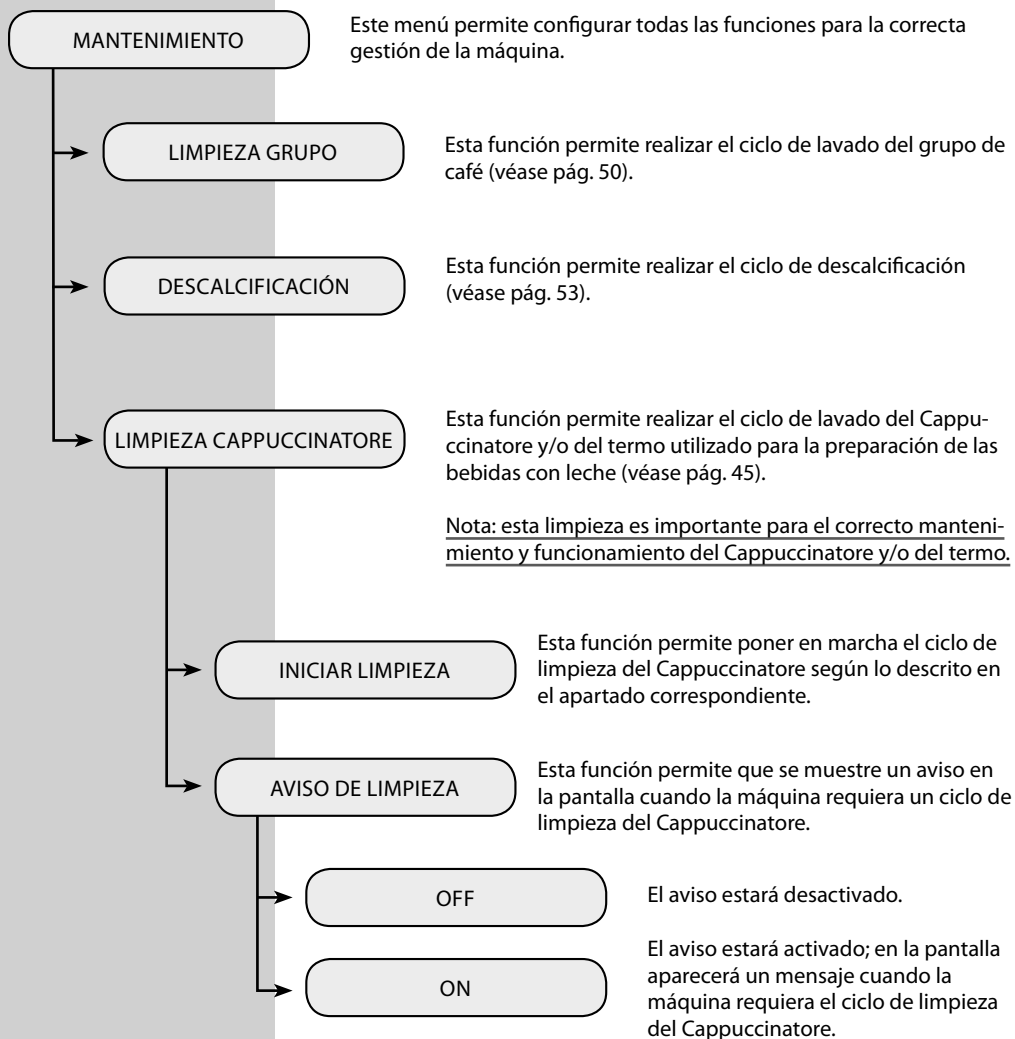 MANTENIMIENTO
Este menú permite configurar todas las funciones para la correcta
gestión de la máquina.
LIMPIEZA GRUPO
Esta función permite realizar el ciclo de lavado del grupo de
café (véase pág. 50).
DESCALCIFICACIÓN
Esta función permite realizar el ciclo de descalcificación
(véase pág. 53).
LIMPIEZA CAPPUCCINATORE
Esta función permite realizar el ciclo de lavado del Cappu-
ccinatore y/o del termo utilizado para la preparación de las
bebidas con leche (véase pág. 45).
Nota: esta limpieza es importante para el correcto manteni-
miento y funcionamiento del Cappuccinatore y/o del termo.
INICIAR LIMPIEZA
Esta función permite poner en marcha el ciclo de
limpieza del Cappuccinatore según lo descrito en
el apartado correspondiente.
AVISO DE LIMPIEZA
Esta función permite que se muestre un aviso en
la pantalla cuando la máquina requiera un ciclo de
limpieza del Cappuccinatore.
OFF
El aviso estará desactivado.
ON
El aviso estará activado; en la pantalla
aparecerá un mensaje cuando la
máquina requiera el ciclo de limpieza
del Cappuccinatore.